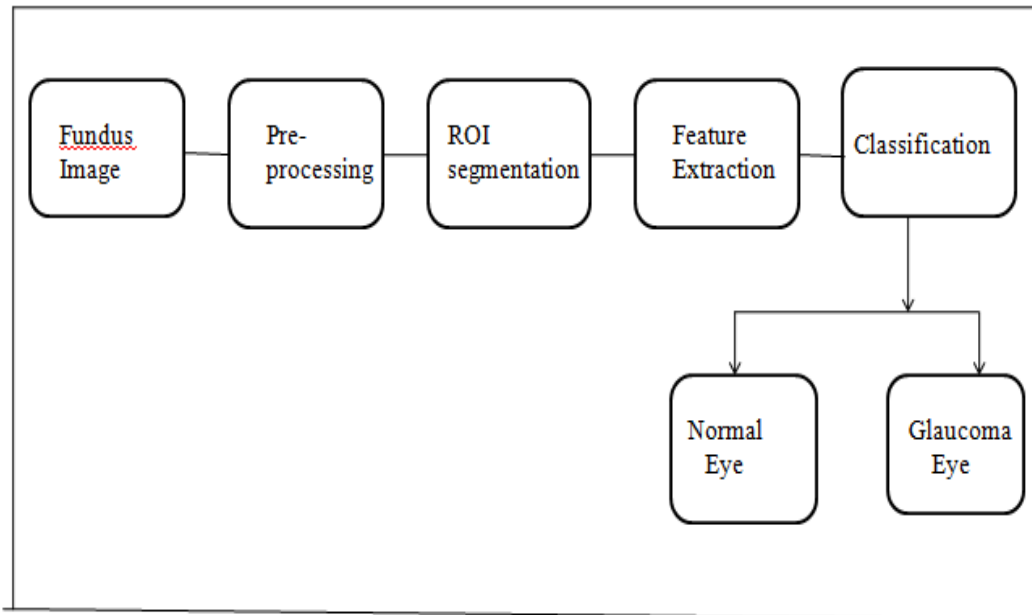 Fundus
Image
Pre-
processing
ROI
segmentation
Feature
Extraction
Classification
Normal
Eye
Glaucoma
Eye